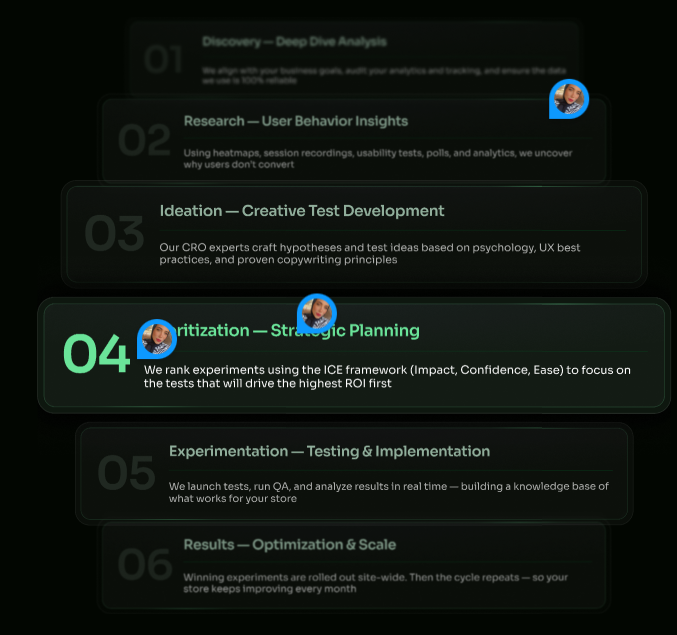 01
Discovery — Deep Dive Analysis
We align with your business goals, audit your analytics and tracking, and ensure the data
we use is 100% reliable
02
Research — User Behavior Insights
Using heatmaps, session recordings, usability tests, polls, and analytics, we uncover
why users don't convert
03
Ideation — Creative Test Development
Our CRO experts craft hypotheses and test ideas based on psychology, UX best
practices, and proven copywriting principles
04
ritization — Strategic Planning
We rank experiments using the ICE framework (Impact, Confidence, Ease) to focus on
the tests that will drive the highest ROI first
05
Experimentation — Testing & Implementation
We launch tests, run QA, and analyze results in real time — building a knowledge base of
what works for your store
06
Results — Optimization & Scale
Winning experiments are rolled out site-wide. Then the cycle repeats — so your
store keeps improving every month